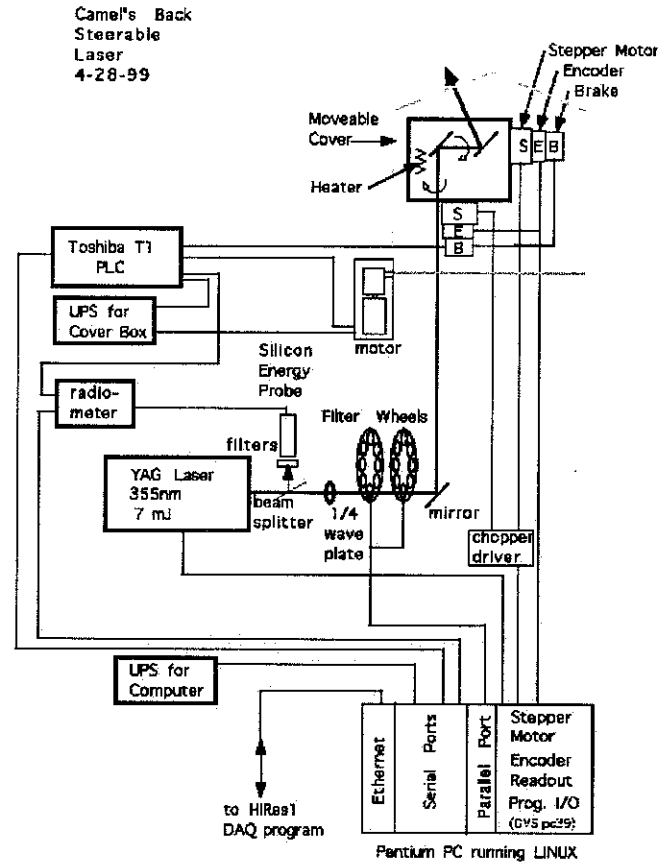 Camel's Back
Steerable
Laser
4-28-99
Stepper Motor
Encoder
Brake
Moveable
Cover
Heater
S E B
S
E
B
Toshiba T1
PLC
UPS for
Cover Box
motor
Silicon
Energy
Probe
radio-
meter
filters
Filter Wheels
YAG Laser
355nm
7 mJ
beam
splitter
1/4
wave
plate
mirror
chopper
driver
UPS for
Computer
Ethernet
Serial Ports
Parallel Port
Stepper
Motor
Encoder
Readout
Prog. I/O
(OVS pc39)
to HiRes1
DAQ program
Pentium PC running LINUX